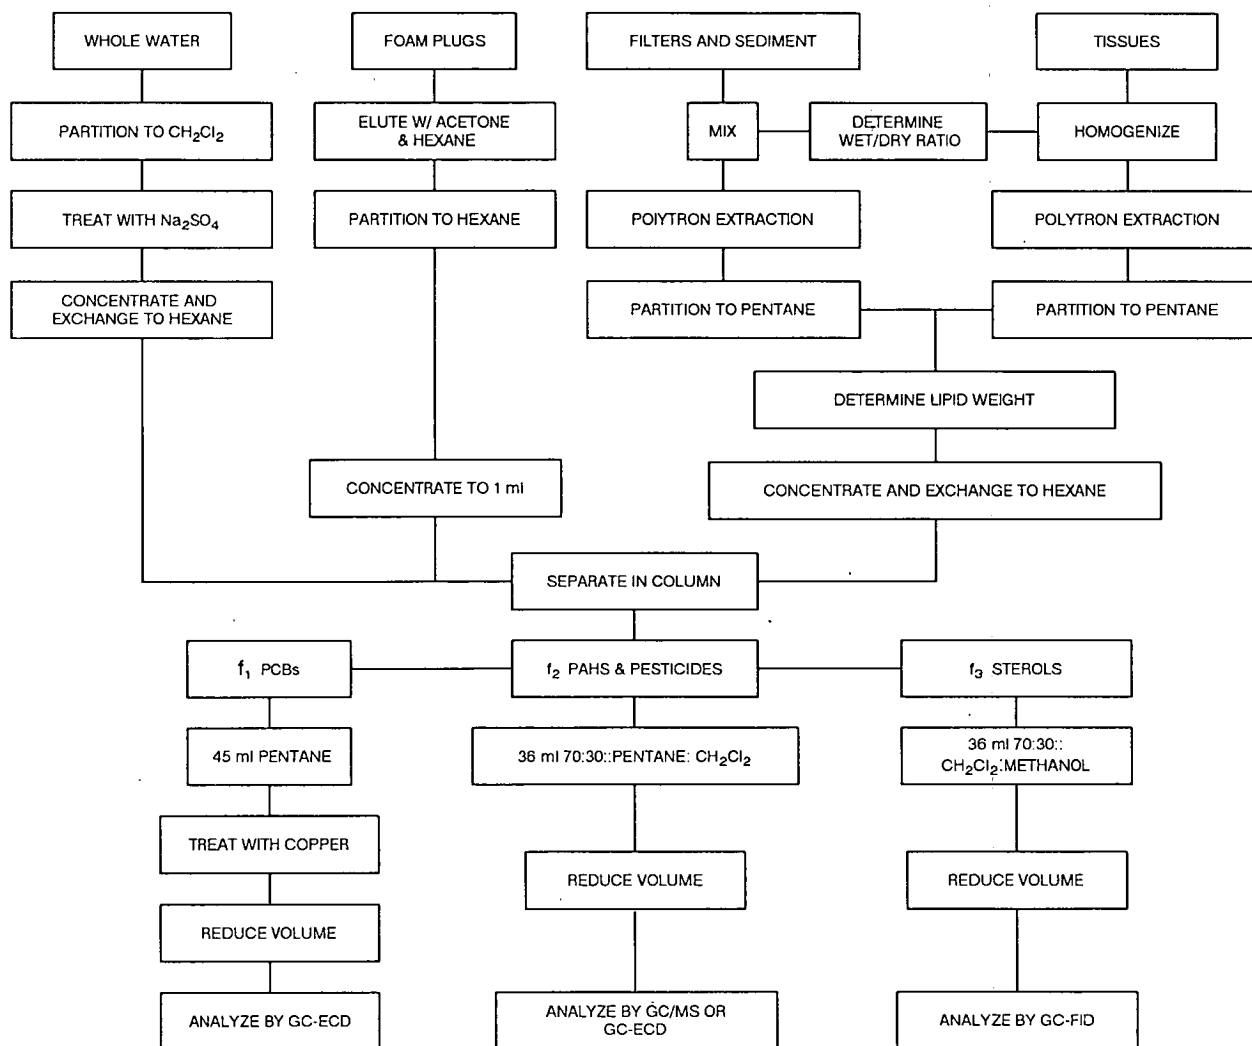 WHOLE WATER
FOAM PLUGS
FILTERS AND SEDIMENT
TISSUES
PARTITION TO CH₂Cl₂
ELUTE W/ ACETONE
& HEXANE
MIX
DETERMINE
WET/DRY RATIO
HOMOGENIZE
TREAT WITH Na₂SO₄
PARTITION TO HEXANE
POIYTRON EXTRACTION
POLYTRON EXTRACTION
CONCENTRATE AND
EXCHANGE TO HEXANE
PARTITION TO PENTANE
PARTITION TO PENTANE
DETERMINE LIPID WEIGHT
CONCENTRATE TO 1 ml
CONCENTRATE AND EXCHANGE TO HEXANE
SEPARATE IN COLUMN
f₁ PCBs
f₂ PAHS & PESTICIDES
f₃ STEROLS
45 ml PENTANE
36 ml 70:30::PENTANE: CH₂Cl₂
36 ml 70:30::
CH₂Cl₂:METHANOL
TREAT WITH COPPER
REDUCE VOLUME
REDUCE VOLUME
REDUCE VOLUME
ANALYZE BY GC-ECD
ANALYZE BY GC/MS OR
GC-ECD
ANALYZE BY GC-FID